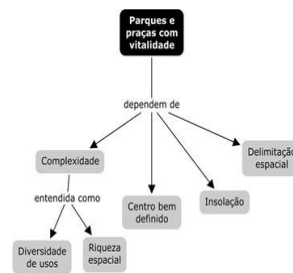 Parques e
praças com
vitalidade
dependem de
Complexidade
Delimitação
espacial
entendida como
Centro bem
definido
Insolação
Diversidade
de usos
Riqueza
espacial